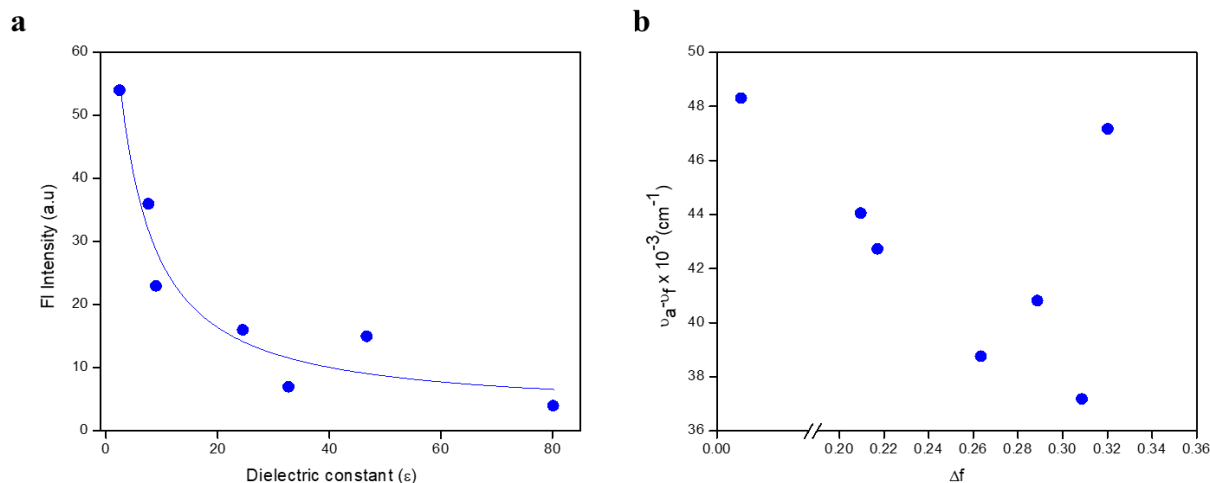 a
60
50
40
30
20
10
0
0 20 40 60 80
FI Intensity (a.u)
Dielectric constant (ε)
b
50
48
46
44
42
40
38
36
0.00 0.20 0.22 0.24 0.26 0.28 0.30 0.32 0.34 0.36
υa-υf x 10-3(cm-1)
Δf